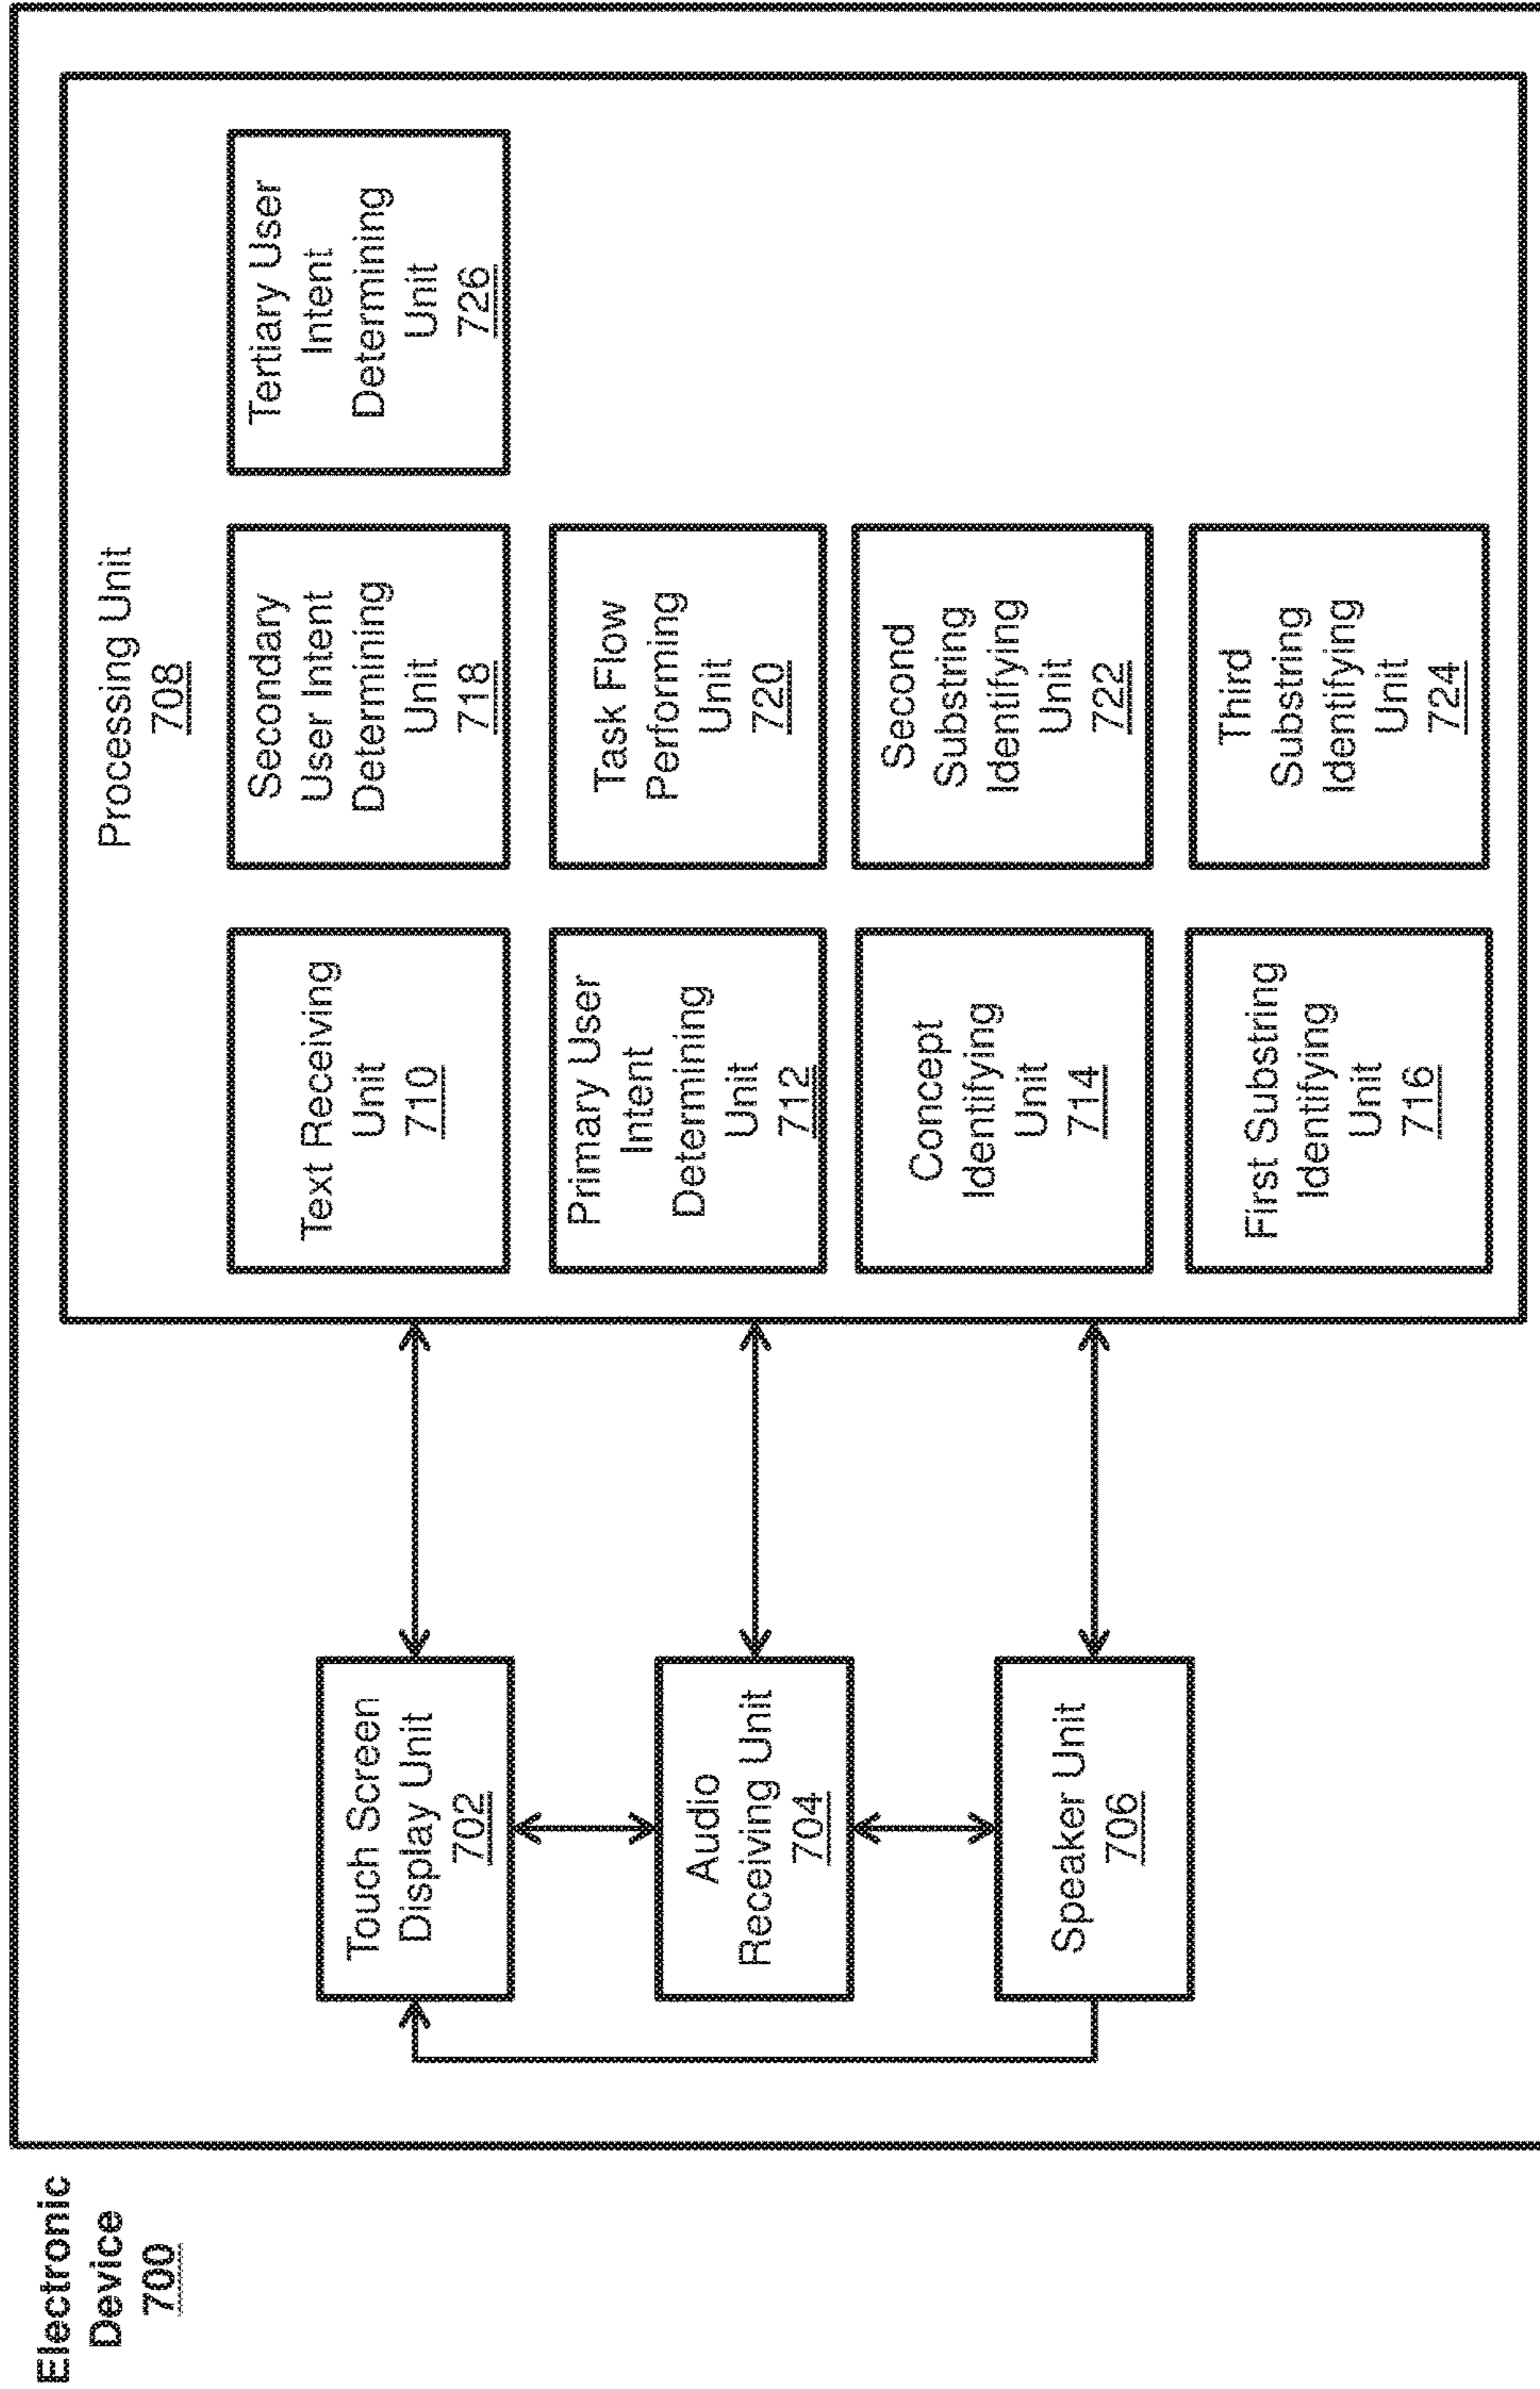 Electronic
Device
700
Touch Screen
Display Unit
702
Audio
Receiving Unit
704
Speaker Unit
706
Processing Unit
708
Text Receiving
Unit
710
Primary User
Intent
Determining
Unit
712
Concept
Identifying
Unit
714
First Substring
Identifying
Unit
716
Secondary
User Intent
Determining
Unit
718
Task Flow
Performing
Unit
720
Second
Substring
Identifying
Unit
722
Third
Substring
Identifying
Unit
724
Tertiary User
Intent
Determining
Unit
726